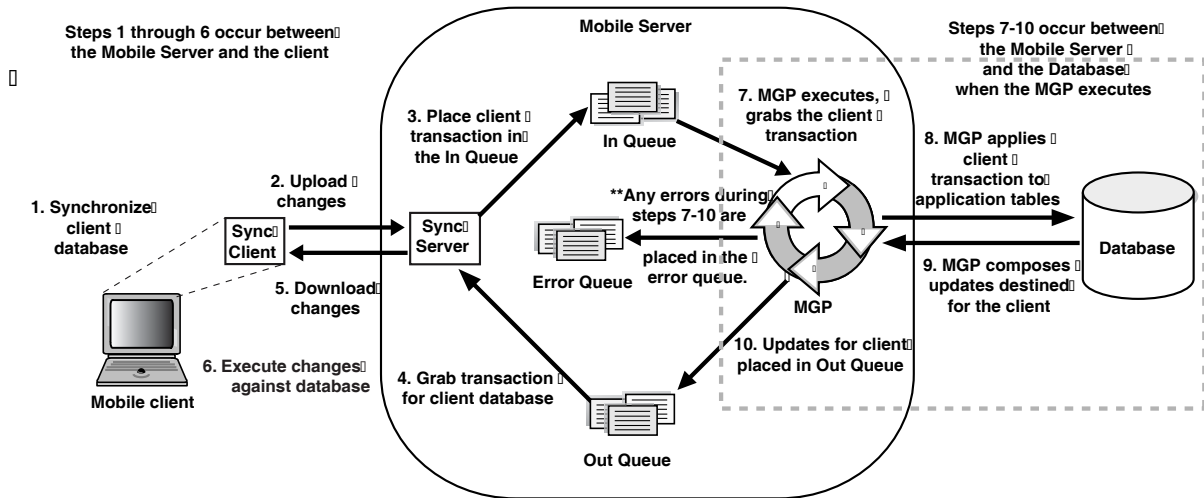 Mobile Server
Steps 1 through 6 occur between
the Mobile Server and the client
Steps 7-10 occur between
the Mobile Server
and the Database
when the MGP executes
3. Place client
transaction in
the In Queue
In Queue
7. MGP executes,
grabs the client
transaction
8. MGP applies
client
transaction to
application tables
1. Synchronize
client
database
2. Upload
changes
Sync
Client
Sync
Server
**Any errors during
steps 7-10 are
placed in the
error queue.
Error Queue
MGP
Database
9. MGP composes
updates destined
for the client
5. Download
changes
10. Updates for client
placed in Out Queue
6. Execute changes
against database
4. Grab transaction
for client database
Mobile client
Out Queue